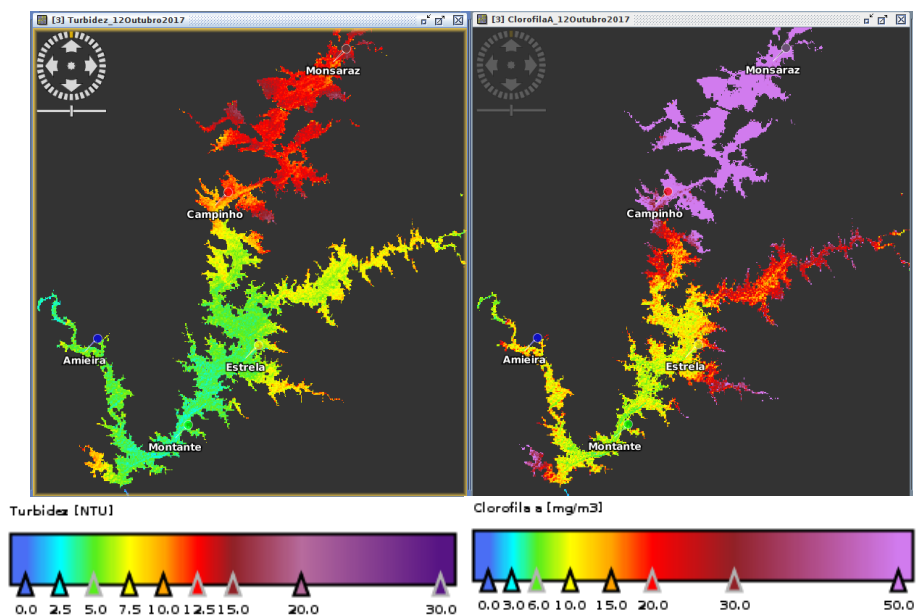 [3] Turbidez_12Outubro2017
Monsaraz
Campinho
Amieira
Estrela
Montante
[3] ClorofilaA_12Outubro2017
Monsaraz
Campinho
Amieira
Estrela
Montante
Turbidez [NTU]
0.0 2.5 5.0 7.5 10.0 12.5 15.0 20.0 30.0
Clorofila a [mg/m3]
0.0 3.0 6.0 10.0 15.0 20.0 30.0 50.0